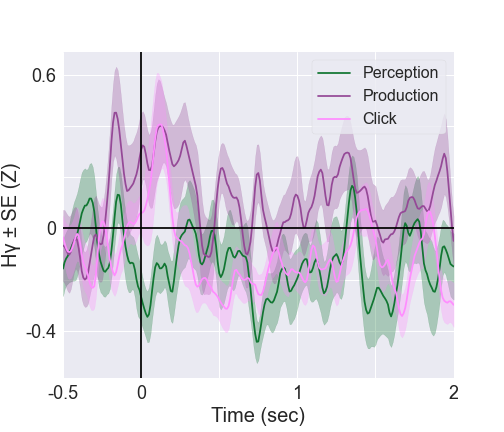 Hγ ± SE (Z)
0.6
0
-0.4
Perception
Production
Click
-0.5
0
1
2
Time (sec)